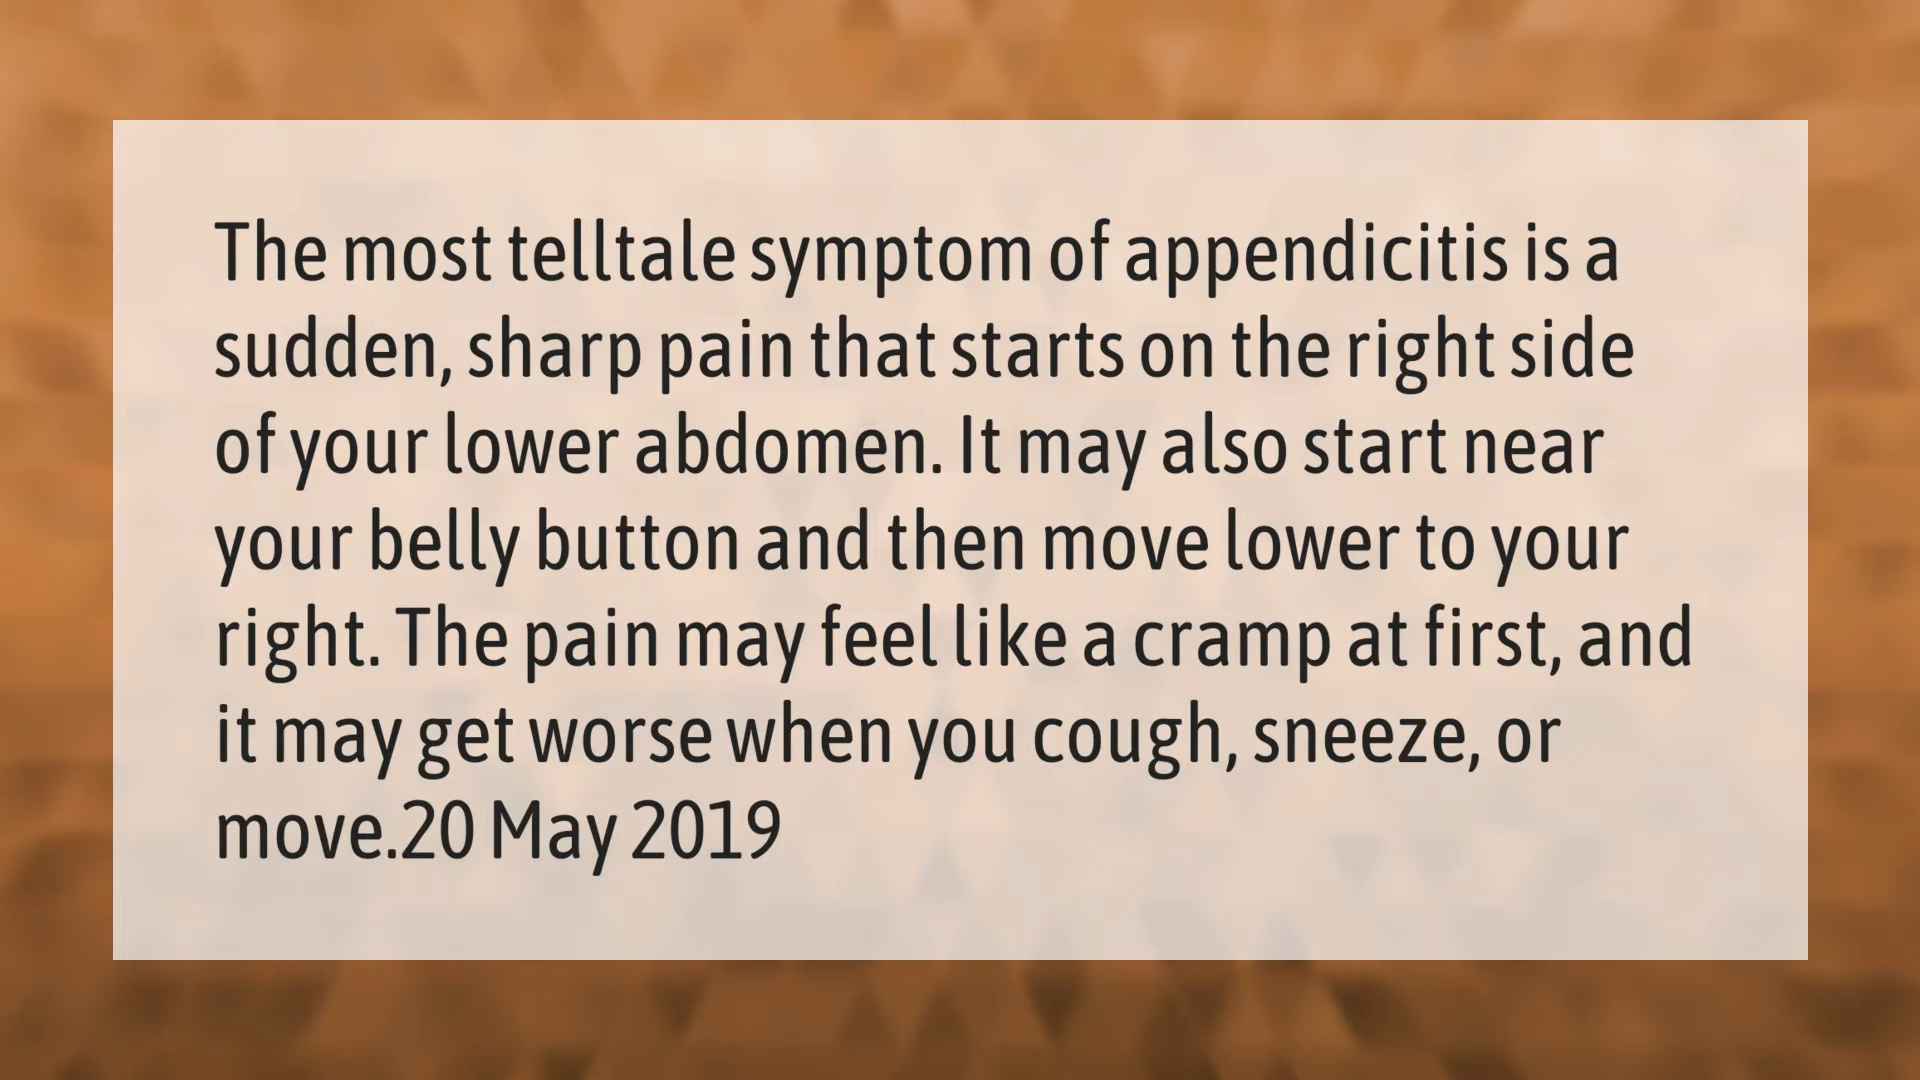 The most telltale symptom of appendicitis is a
sudden, sharp pain that starts on the right side
of your lower abdomen. It may also start near
your belly button and then move lower to your
right. The pain may feel like a cramp at first, and
it may get worse when you cough, sneeze, or
move.20 May 2019